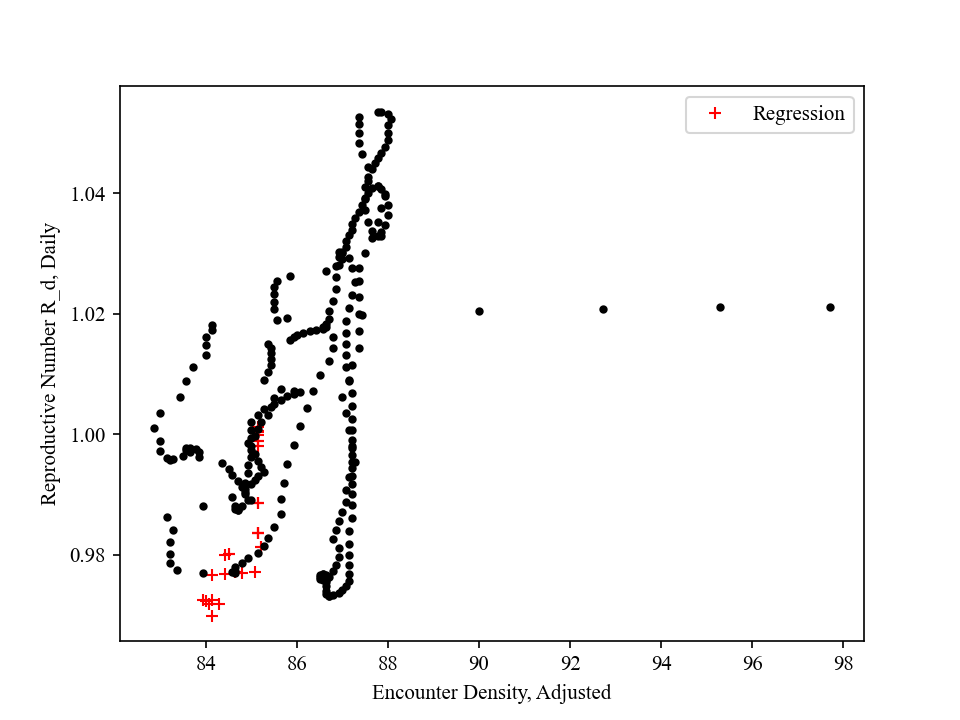 Regression
Reproductive Number R_d, Daily
1.04
1.02
1.00
0.98
84 86 88 90 92 94 96 98
Encounter Density, Adjusted